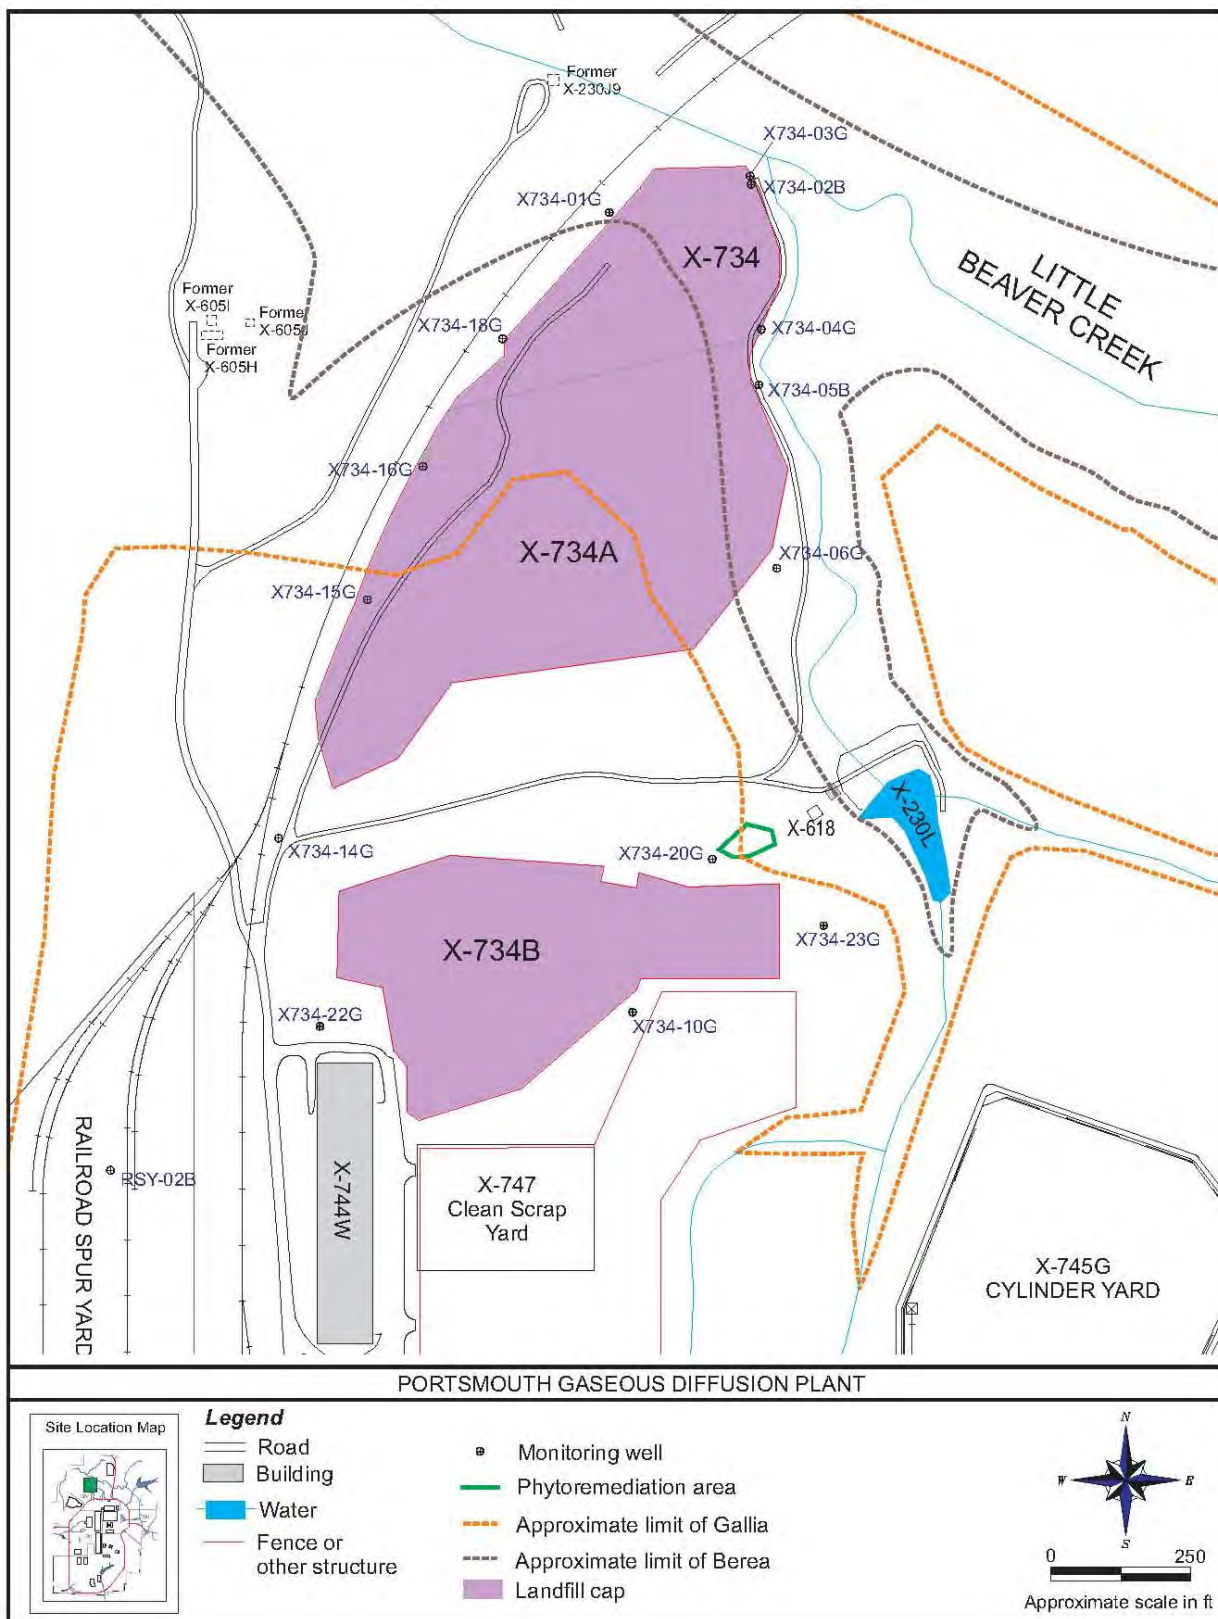 Former
X-230J9
X734-03G
X734-02B
X734-01G
X-734
LITTLE
BEAVER CREEK
Former
X-605I
Forme
X-605J
Former
X-605H
X734-18G
X734-04G
X734-05B
X734-16G
X-734A
X734-06G
X734-15G
X-230L
X-618
X734-14G
X734-20G
X-734B
X734-23G
X734-22G
X734-10G
RAILROAD SPUR YARD
RSY-02B
X-744W
X-747
Clean Scrap
Yard
X-745G
CYLINDER YARD
PORTSMOUTH GASEOUS DIFFUSION PLANT
Site Location Map
Legend
Road
Building
Water
Fence or
other structure
Monitoring well
Phytoremediation area
Approximate limit of Gallia
Approximate limit of Berea
Landfill cap
N
W
E
S
0 250
Approximate scale in ft